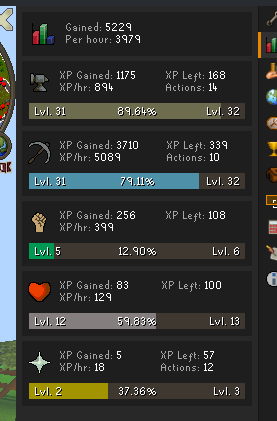 Gained: 5229
Per hour: 3979
XP Gained: 1175 XP Left: 168
XP/hr: 894 Actions: 14
Lvl. 31 89.64% Lvl. 32
XP Gained: 3710 XP Left: 339
XP/hr: 5089 Actions: 10
Lvl. 31 79.11% Lvl. 32
XP Gained: 256 XP Left: 108
XP/hr: 399
Lvl. 5 12.90% Lvl. 6
XP Gained: 83 XP Left: 100
XP/hr: 129
Lvl. 12 59.83% Lvl. 13
XP Gained: 5 XP Left: 57
XP/hr: 18 Actions: 12
Lvl. 2 37.36% Lvl. 3